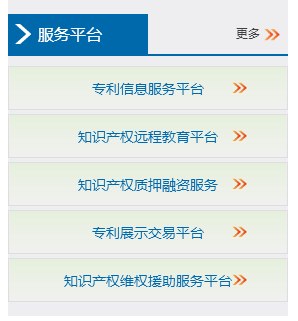 服务平台
更多
专利信息服务平台
知识产权远程教育平台
知识产权质押融资服务
专利展示交易平台
知识产权维权援助服务平台